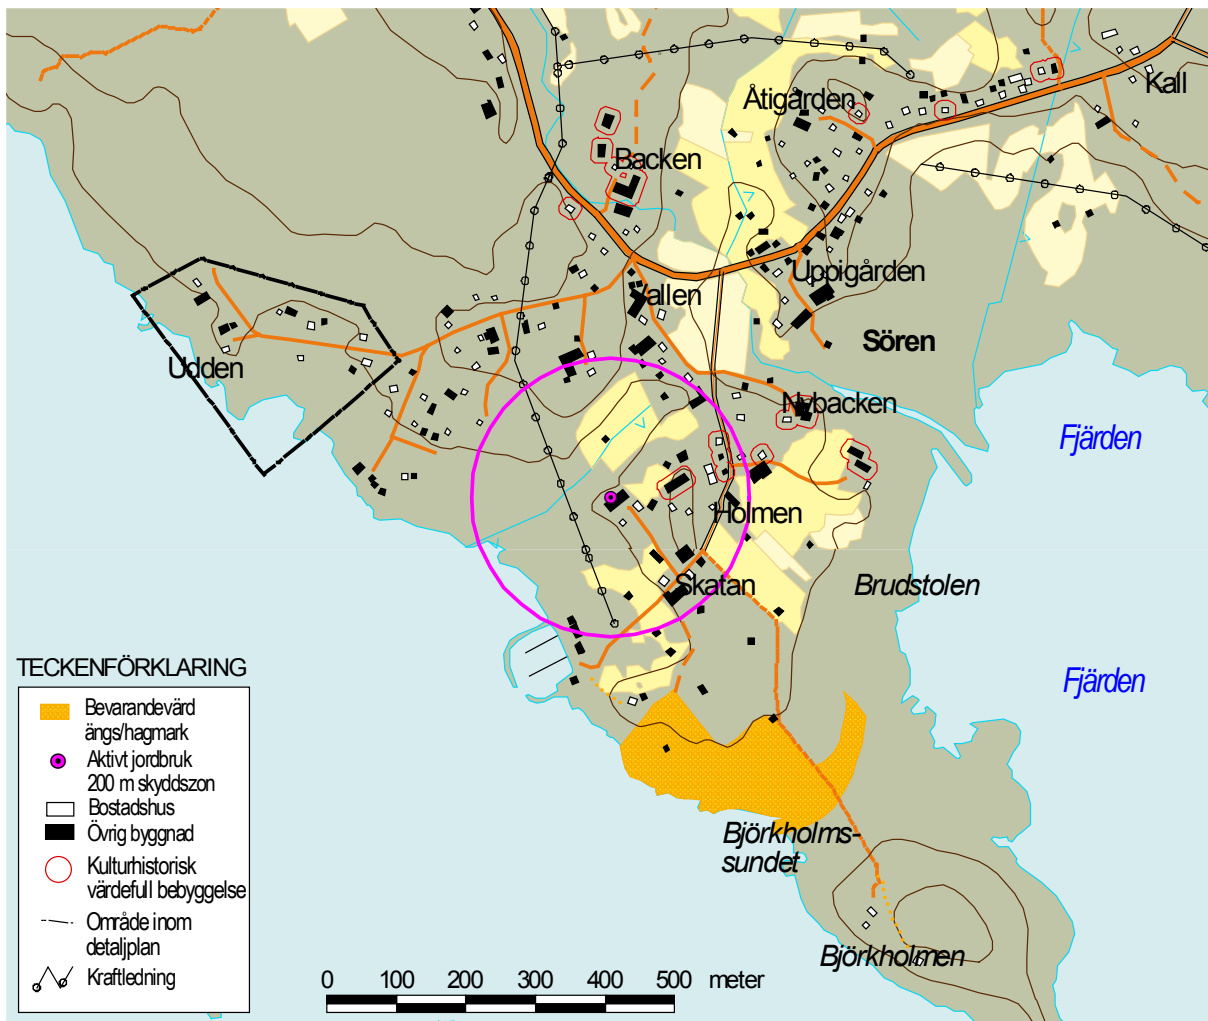 Kall
Åtigården
Backen
Uppigården
Vallen
Sören
Udden
Nybacken
Fjärden
Holmen
Skatan
Brudstolen
Fjärden
TECKENFÖRKLARING
Bevarandevärd
ängs/hagmark
Aktivt jordbruk
200 m skyddszon
Bostadshus
Övrig byggnad
Kulturhistorisk
värdefull bebyggelse
Område inom
detaljplan
Kraftledning
Björkholms-
sundet
Björkholmen
0 100 200 300 400 500 meter